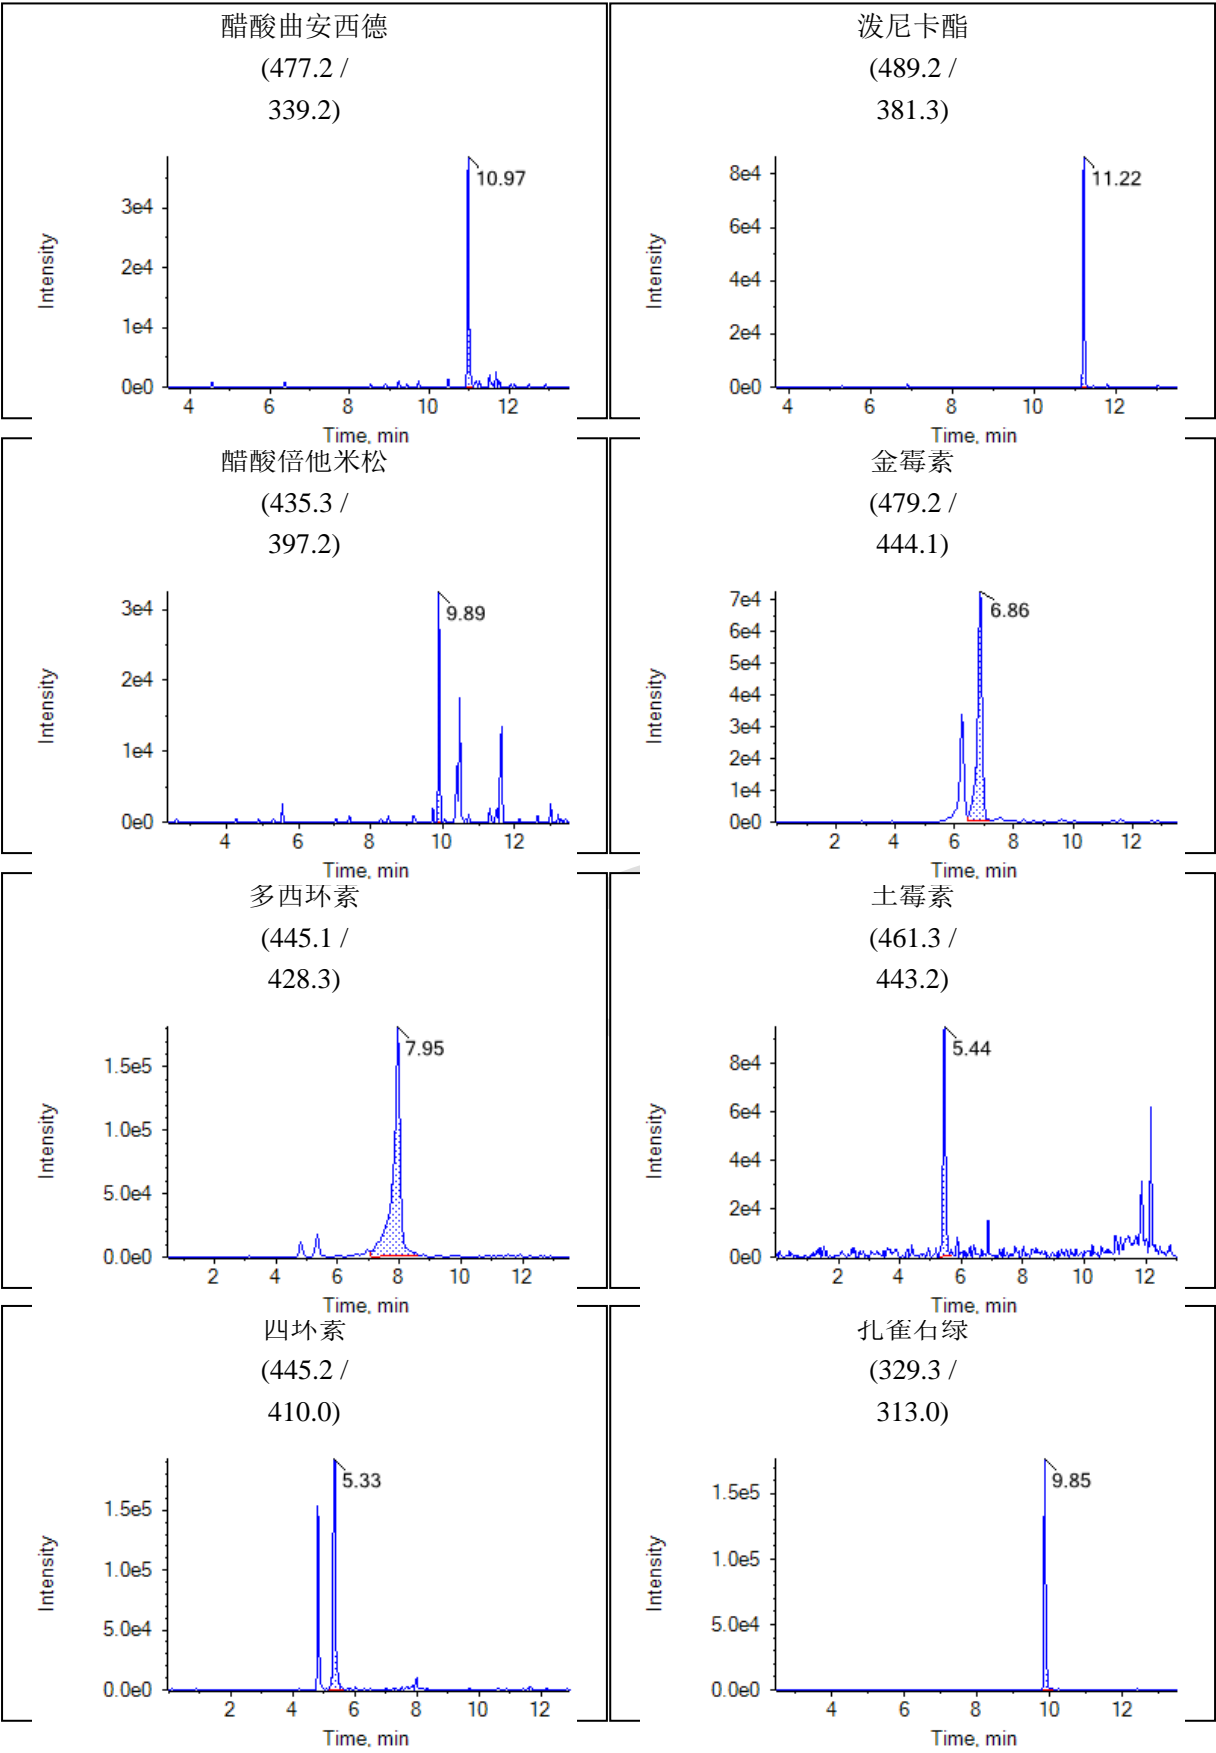 醋酸曲安西德
(477.2 /
339.2)
10.97
3e4
2e4
1e4
0e0
Intensity
4 6 8 10 12
Time, min
泼尼卡酯
(489.2 /
381.3)
11.22
8e4
6e4
4e4
2e4
0e0
Intensity
4 6 8 10 12
Time, min
醋酸倍他米松
(435.3 /
397.2)
9.89
3e4
2e4
1e4
0e0
Intensity
4 6 8 10 12
Time, min
金霉素
(479.2 /
444.1)
6.86
7e4
6e4
5e4
4e4
3e4
2e4
1e4
0e0
Intensity
2 4 6 8 10 12
Time, min
多西环素
(445.1 /
428.3)
7.95
1.5e5
1.0e5
5.0e4
0.0e0
Intensity
2 4 6 8 10 12
Time, min
土霉素
(461.3 /
443.2)
5.44
8e4
6e4
4e4
2e4
0e0
Intensity
2 4 6 8 10 12
Time, min
四环素
(445.2 /
410.0)
5.33
1.5e5
1.0e5
5.0e4
0.0e0
Intensity
2 4 6 8 10 12
Time, min
孔雀石绿
(329.3 /
313.0)
9.85
1.5e5
1.0e5
5.0e4
0.0e0
Intensity
4 6 8 10 12
Time, min